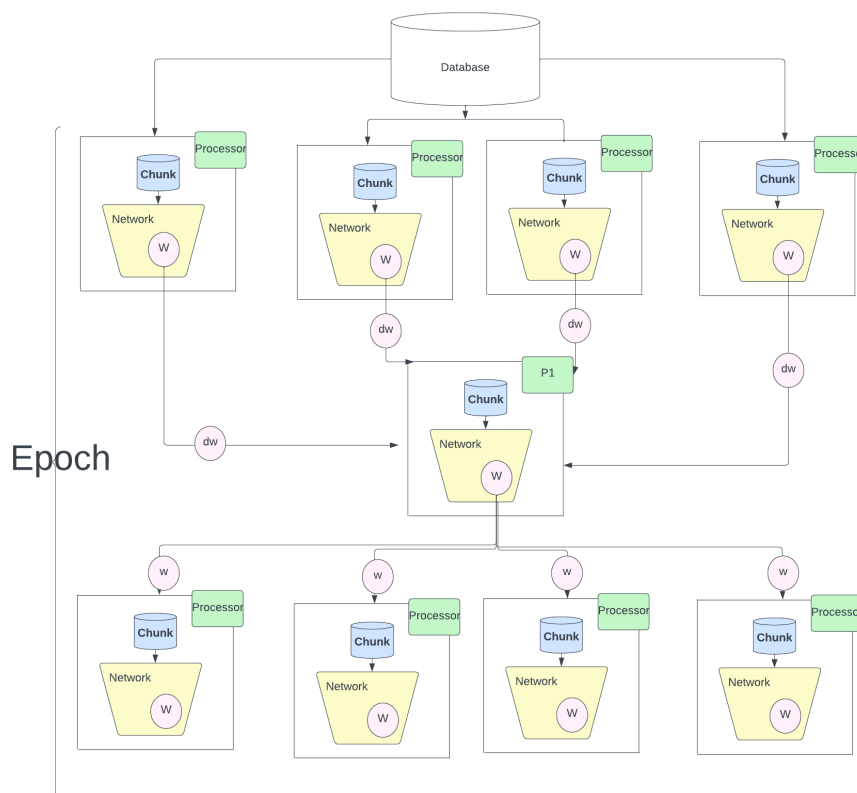 Database
Processor
Chunk
Network
W
Processor
Chunk
Network
W
Processor
Chunk
Network
W
Processor
Chunk
Network
W
dw
dw
dw
dw
P1
Chunk
Network
W
Epoch
w
w
w
w
Processor
Chunk
Network
W
Processor
Chunk
Network
W
Processor
Chunk
Network
W
Processor
Chunk
Network
W